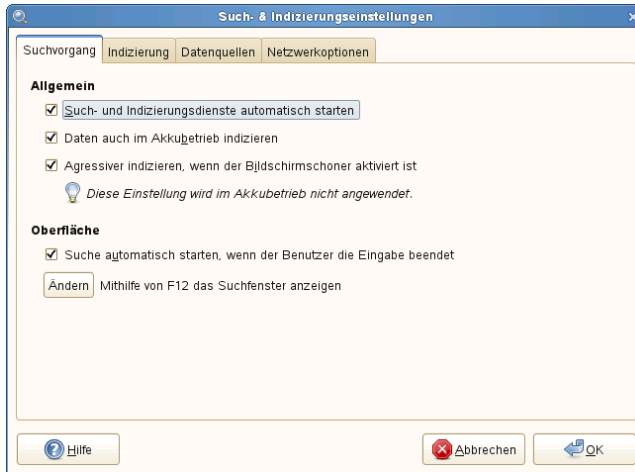 Such- & Indizierungseinstellungen
Suchvorgang Indizierung Datenquellen Netzwerkoptionen
Allgemein
Such- und Indizierungsdienste automatisch starten
Daten auch im Akkubetrieb indizieren
Agressiver indizieren, wenn der Bildschirmschoner aktiviert ist
Diese Einstellung wird im Akkubetrieb nicht angewendet.
Oberfläche
Suche automatisch starten, wenn der Benutzer die Eingabe beendet
Ändern Mithilfe von F12 das Suchfenster anzeigen
Hilfe Abbrechen OK